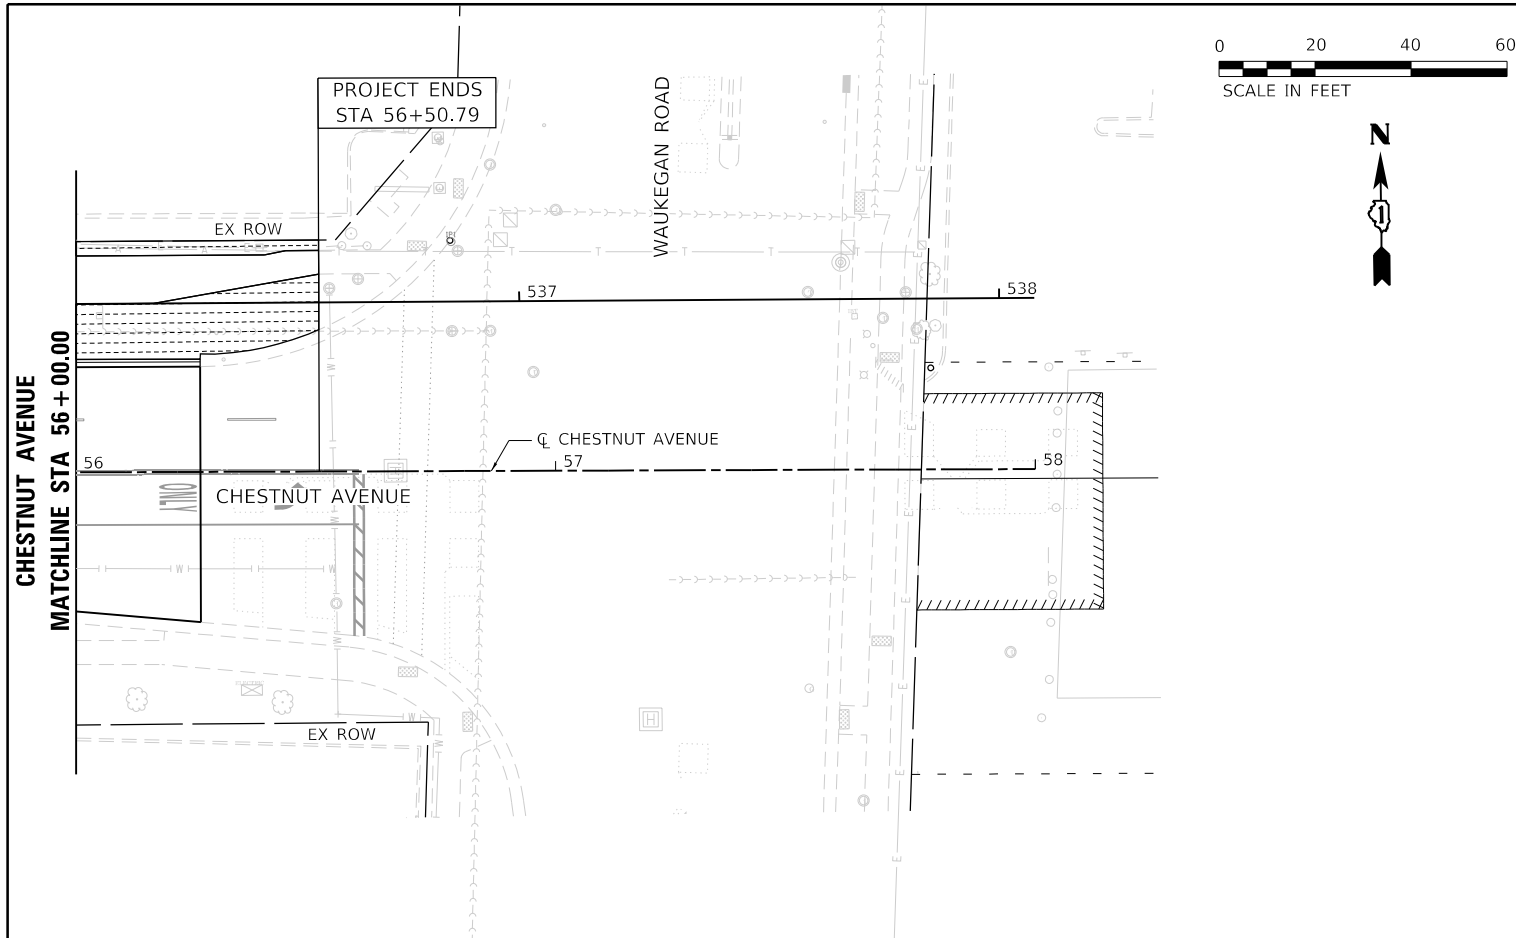 PROJECT ENDS
STA 56+50.79
WAUKEGAN ROAD
0 20 40 60
SCALE IN FEET
N
1
EX ROW
537
538
CHESTNUT AVENUE
MATCHLINE STA 56+00.00
℄ CHESTNUT AVENUE
56
57
58
ONLY
CHESTNUT AVENUE
W
W
W
W
W
W
W
T
T
T
T
E
E
E
E
E
E
E
E
E
H
H
ELECTRIC
EX ROW